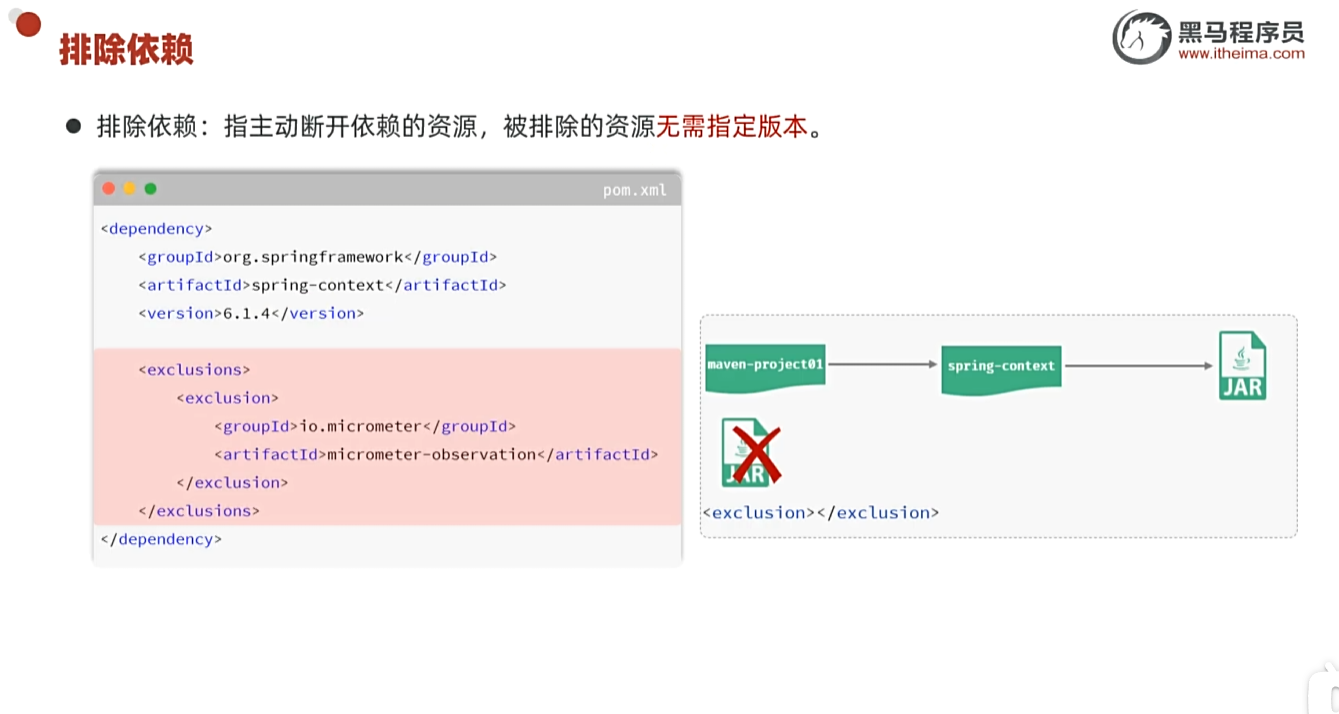 排除依赖
黑马程序员
www.itheima.com
排除依赖：指主动断开依赖的资源，被排除的资源无需指定版本。
pom.xml
<dependency>
<groupId>org.springframework</groupId>
<artifactId>spring-context</artifactId>
<version>6.1.4</version>
<exclusions>
<exclusion>
<groupId>io.micrometer</groupId>
<artifactId>micrometer-observation</artifactId>
</exclusion>
</exclusions>
</dependency>
maven-project01
spring-context
JAR
JAR
<exclusion></exclusion>